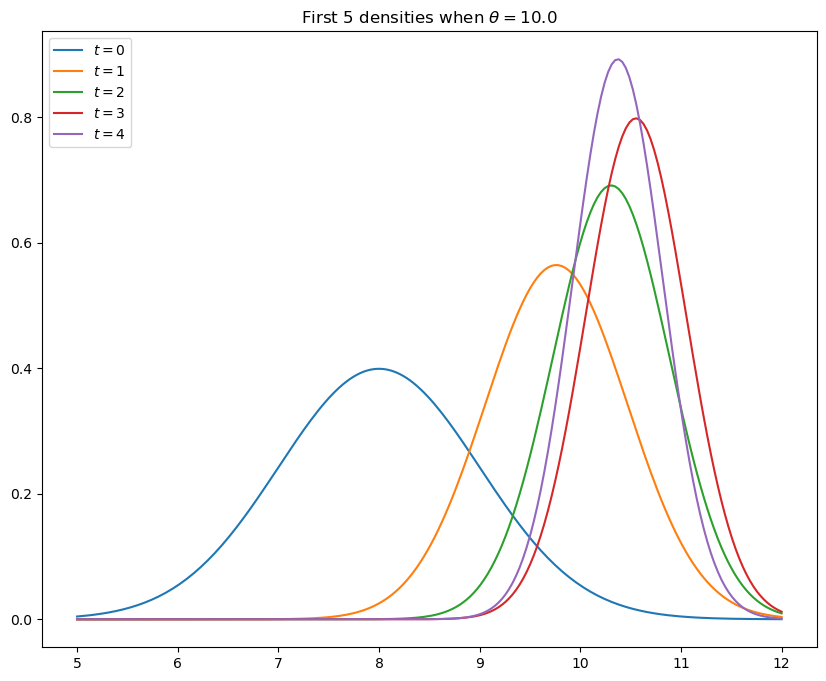 First 5 densities when θ = 10.0
t = 0
t = 1
t = 2
t = 3
t = 4
0.8
0.6
0.4
0.2
0.0
5 6 7 8 9 10 11 12